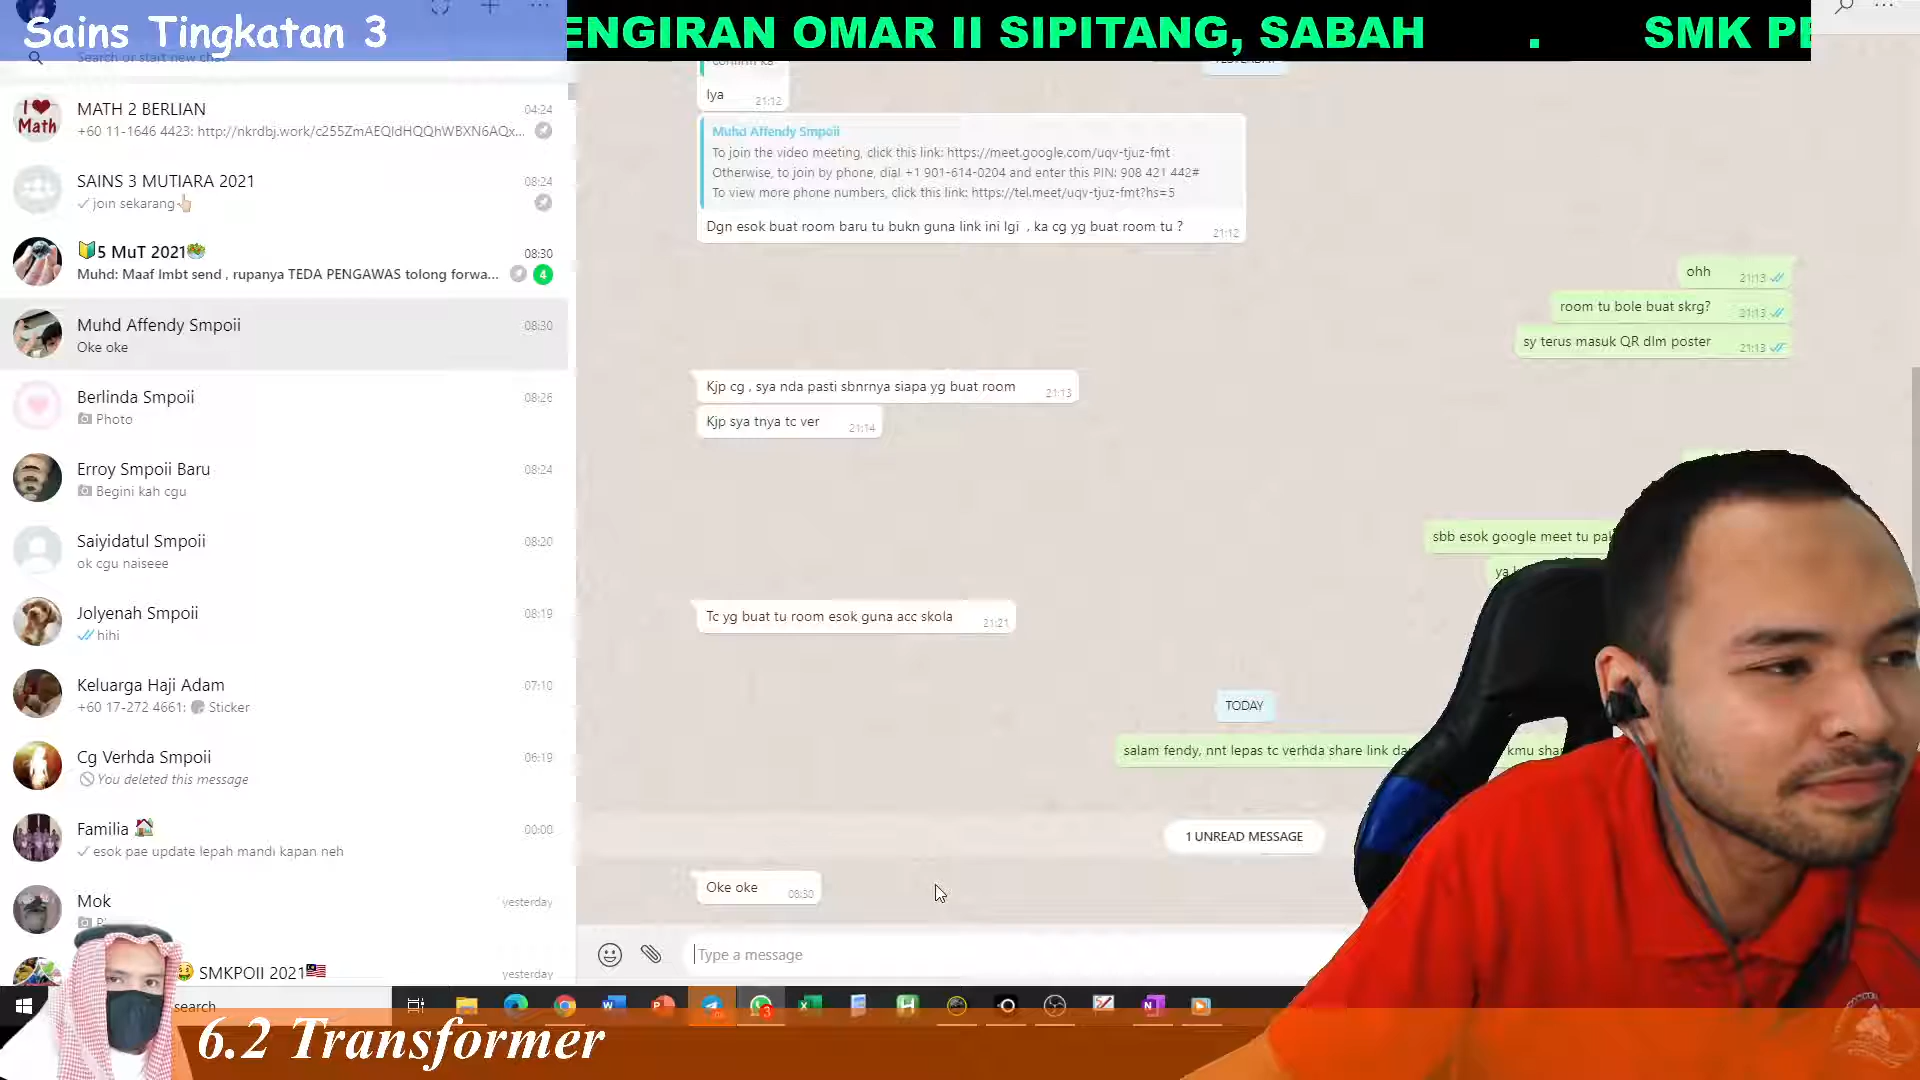 Sains Tingkatan 3
ENGIRAN OMAR II SIPITANG, SABAH . SMK PE
Search or start new chat
I ❤ Math
MATH 2 BERLIAN 04:24
+60 11-1646 4423: http://nkrdbj.work/c255ZmAEQIdHQQhWBXN6AQx...
SAINS 3 MUTIARA 2021 08:24
join sekarang👆🏻
🔰5 MuT 2021🥗 08:30
Muhd: Maaf lmbt send , rupanya TEDA PENGAWAS tolong forwa... 4
Muhd Affendy Smpoii 08:30
Oke oke
Berlinda Smpoii 08:26
Photo
Erroy Smpoii Baru 08:24
Begini kah cgu
Saiyidatul Smpoii 08:20
ok cgu naiseee
Jolyenah Smpoii 08:19
hihi
Keluarga Haji Adam 07:10
+60 17-272 4661: Sticker
Cg Verhda Smpoii 06:19
You deleted this message
Familia 🏡 00:00
esok pae update lepah mandi kapan neh
Mok yesterday
🤑 SMKPOII 2021🇲🇾 yesterday
confirm ka
YESTERDAY
Iya 21:12
Muhd Affendy Smpoii
To join the video meeting, click this link: https://meet.google.com/uqv-tjuz-fmt
Otherwise, to join by phone, dial +1 901-614-0204 and enter this PIN: 908 421 442#
To view more phone numbers, click this link: https://tel.meet/uqv-tjuz-fmt?hs=5
Dgn esok buat room baru tu bukn guna link ini lgi , ka cg yg buat room tu ? 21:12
ohh 21:13
room tu bole buat skrg? 21:13
sy terus masuk QR dlm poster 21:13
Kjp cg , sya nda pasti sbnrnya siapa yg buat room 21:13
Kjp sya tnya tc ver 21:14
sbb esok google meet tu
ya
Tc yg buat tu room esok guna acc skola 21:21
TODAY
salam fendy, nnt lepas tc verhda share link kmu
1 UNREAD MESSAGE
Oke oke 08:30
Type a message
search
3
6.2 Transformer